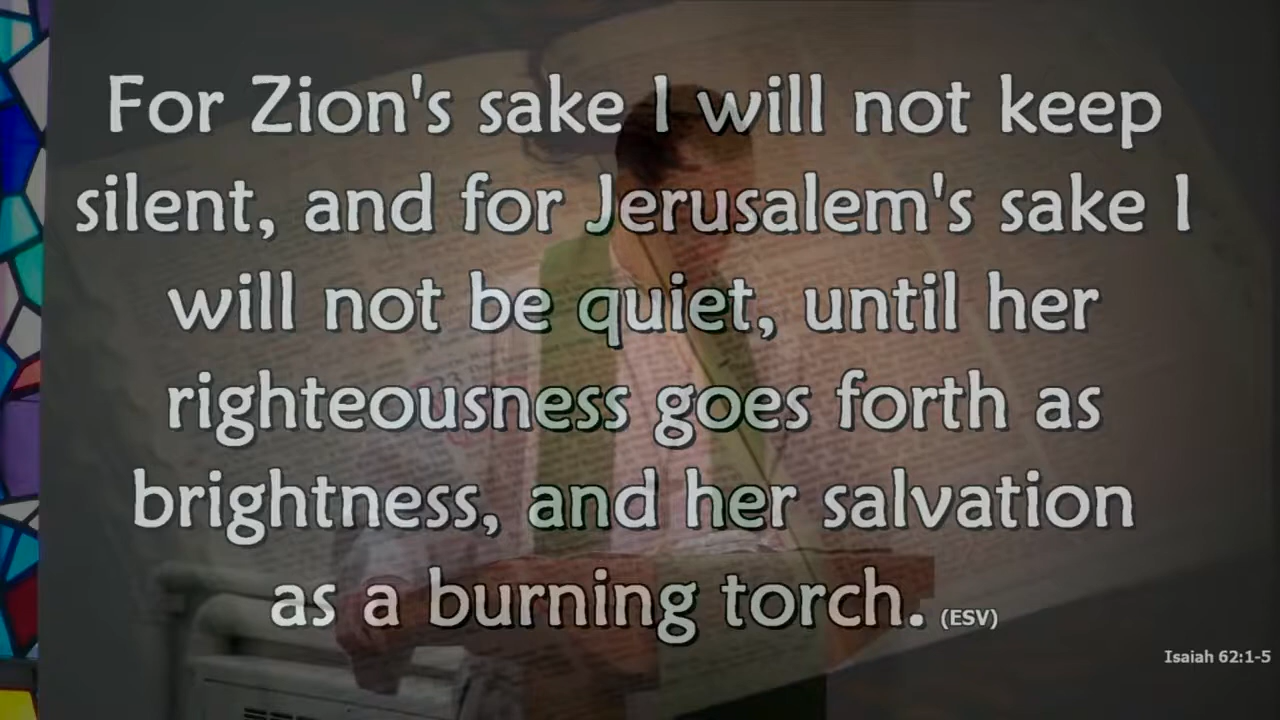 For Zion's sake I will not keep
silent, and for Jerusalem's sake I
will not be quiet, until her
righteousness goes forth as
brightness, and her salvation
as a burning torch. (ESV)
Isaiah 62:1-5